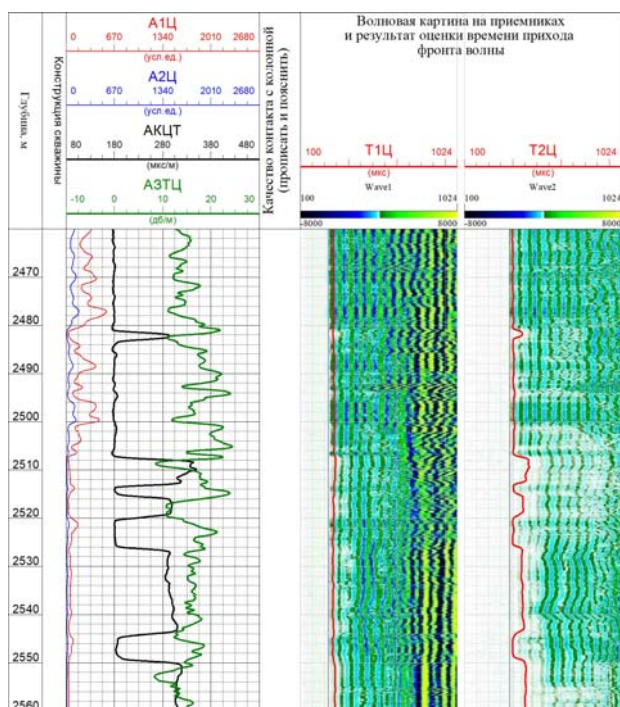 Глубина, м
Конструкция скважины
А1Ц
0 670 1340 2010 2680
(усл.ед.)
А2Ц
0 670 1340 2010 2680
(усл.ед.)
АКЦТ
80 180 280 380 480
(мкс/м)
АЗТЦ
-10 0 10 20 30
(дб/м)
Качество контакта с колонной
(прописать и пояснить)
Волновая картина на приемниках
и результат оценки времени прихода
фронта волны
Т1Ц
100 1024
(мкс)
Wave1
100 1024
-8000 8000
Т2Ц
100 1024
(мкс)
Wave2
100 1024
-8000 8000
2470
2480
2490
2500
2510
2520
2530
2540
2550
2560